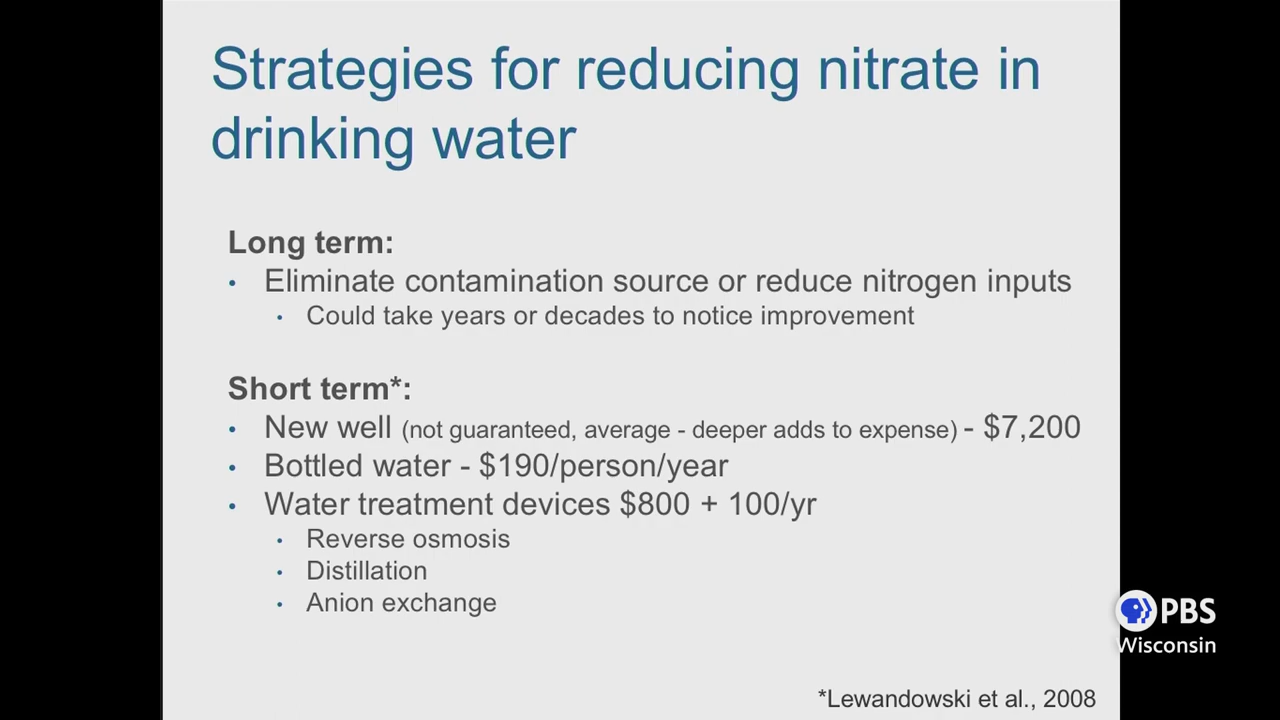 Strategies for reducing nitrate in
drinking water
Long term:
• Eliminate contamination source or reduce nitrogen inputs
• Could take years or decades to notice improvement
Short term*:
• New well (not guaranteed, average - deeper adds to expense) - $7,200
• Bottled water - $190/person/year
• Water treatment devices $800 + 100/yr
• Reverse osmosis
• Distillation
• Anion exchange
PBS
Wisconsin
*Lewandowski et al., 2008